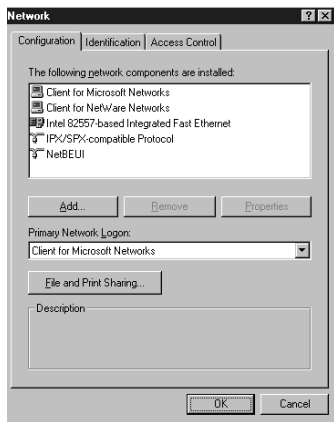 Network
Configuration Identification Access Control
The following network components are installed:
Client for Microsoft Networks
Client for NetWare Networks
Intel 82557-based Integrated Fast Ethernet
IPX/SPX-compatible Protocol
NetBEUI
Add... Remove Properties
Primary Network Logon:
Client for Microsoft Networks
File and Print Sharing...
Description
OK Cancel